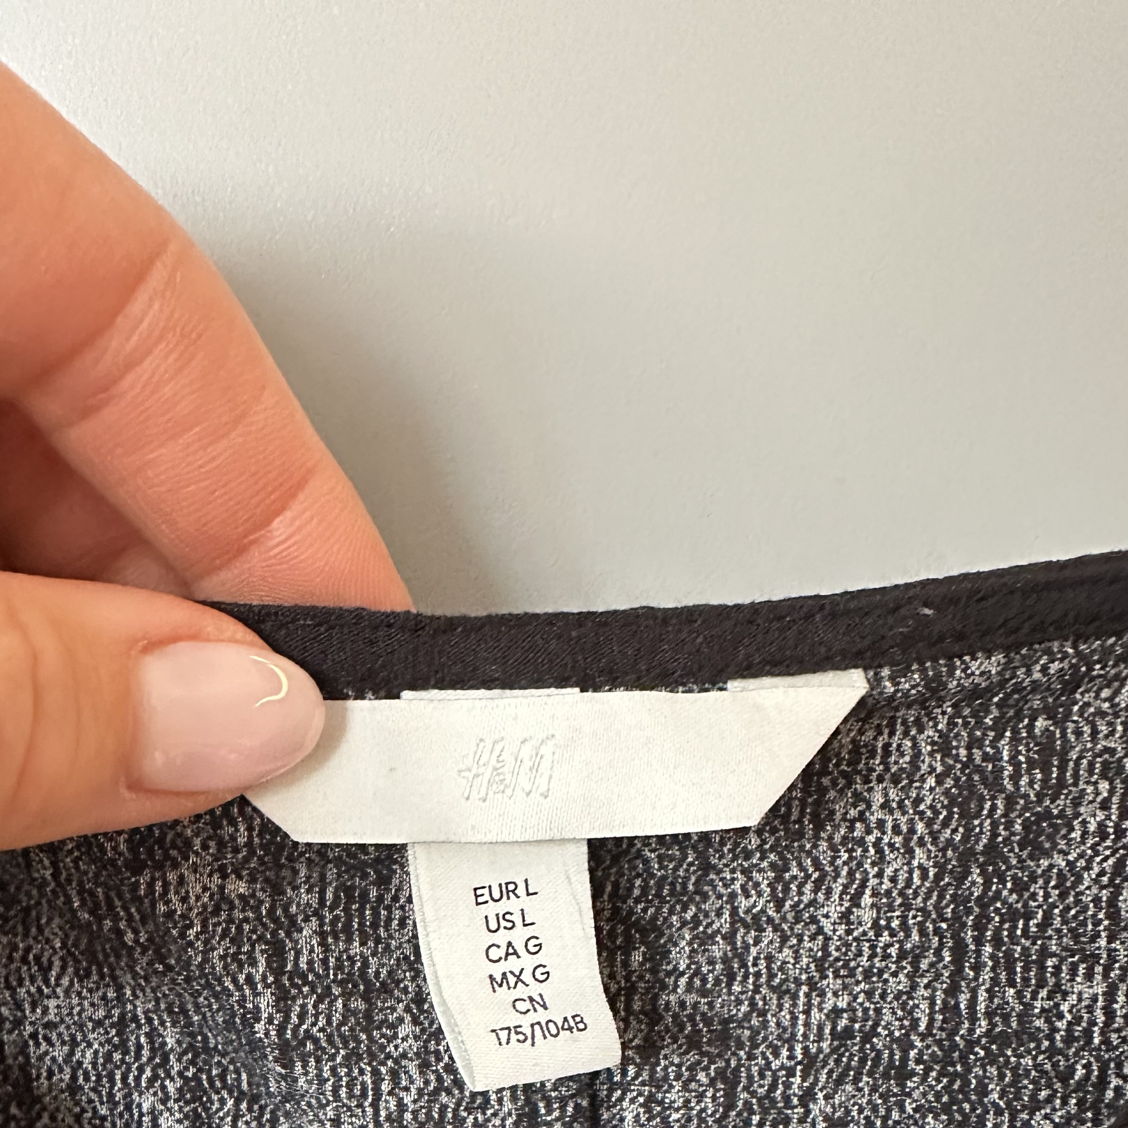 H&M
EUR L
US L
CA G
MX G
CN
175/104B